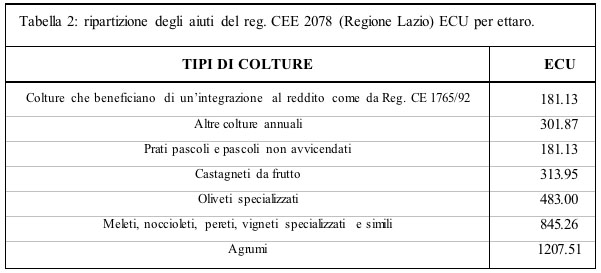 Tabella 2: ripartizione degli aiuti del reg. CEE 2078 (Regione Lazio) ECU per ettaro.
TIPI DI COLTURE ECU
Colture che beneficiano di un'integrazione al reddito come da Reg. CE 1765/92 181.13
Altre colture annuali 301.87
Prati pascoli e pascoli non avvicendati 181.13
Castagneti da frutto 313.95
Oliveti specializzati 483.00
Meleti, noccioleti, pereti, vigneti specializzati e simili 845.26
Agrumi 1207.51